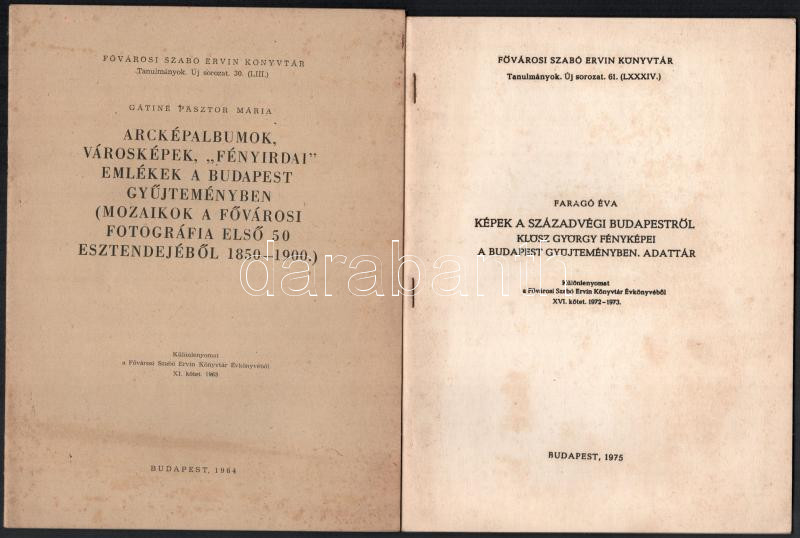 FŐVÁROSI SZABÓ ERVIN KÖNYVTÁR
Tanulmányok. Új sorozat. 30. (LIII.)
GÁTINÉ PÁSZTOR MÁRIA
ARCKÉPALBUMOK,
VÁROSKÉPEK, „FÉNYIRDAI”
EMLÉKEK A BUDAPEST
GYŰJTEMÉNYBEN
(MOZAIKOK A FŐVÁROSI
FOTOGRÁFIA ELSŐ 50
ESZTENDEJÉBŐL 1850—1900.)
Különlenyomat
a Fővárosi Szabó Ervin Könyvtár Évkönyvéből
XI. kötet. 1963
BUDAPEST, 1964
FŐVÁROSI SZABÓ ERVIN KÖNYVTÁR
Tanulmányok. Új sorozat. 61. (LXXXIV.)
FARAGÓ ÉVA
KÉPEK A SZÁZADVÉGI BUDAPESTRŐL
KLÖSZ GYÖRGY FÉNYKÉPEI
A BUDAPEST GYŰJTEMÉNYBEN. ADATTÁR
Különlenyomat
a Fővárosi Szabó Ervin Könyvtár Évkönyvéből
XVI. kötet. 1972–1973.
BUDAPEST, 1975
darabanth